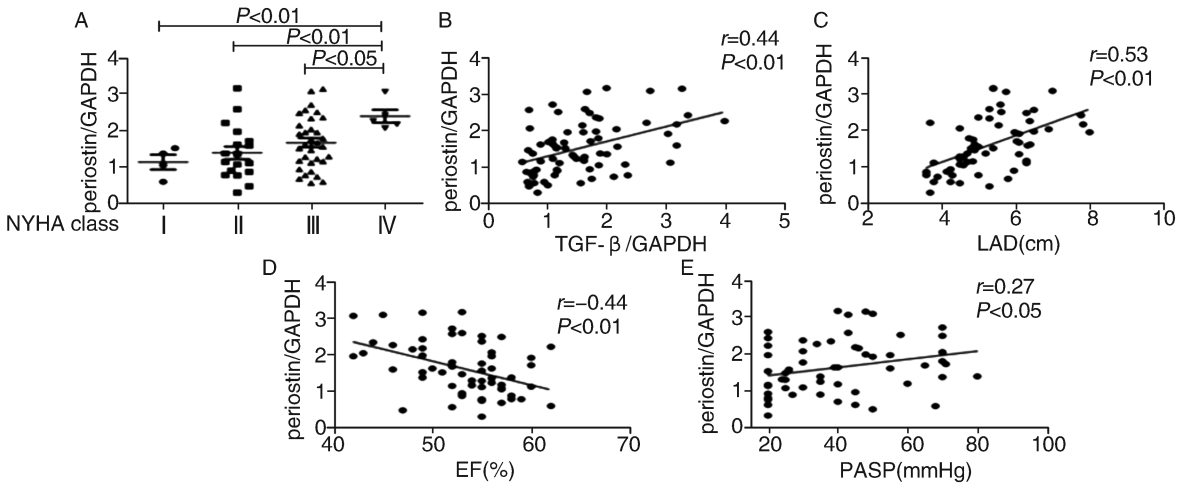 A
P<0.01
P<0.01
P<0.05
periostin/GAPDH
4
3
2
1
0
NYHA class
I
II
III
IV
B
r=0.44
P<0.01
periostin/GAPDH
4
3
2
1
0
0
1
2
3
4
5
TGF-β/GAPDH
C
r=0.53
P<0.01
periostin/GAPDH
4
3
2
1
0
2
4
6
8
10
LAD(cm)
D
r=−0.44
P<0.01
periostin/GAPDH
4
3
2
1
0
40
50
60
70
EF(%)
E
r=0.27
P<0.05
periostin/GAPDH
4
3
2
1
0
20
40
60
80
100
PASP(mmHg)